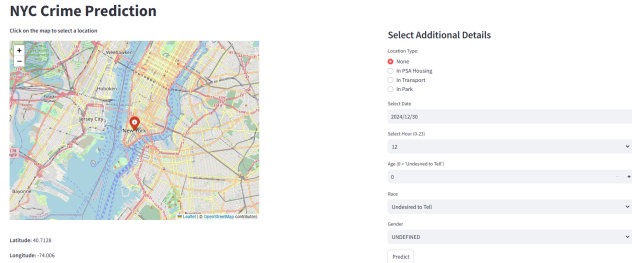 NYC Crime Prediction
Click on the map to select a location
+
−
Weehawken
Hoboken
Jersey City
New York
Bayonne
Leaflet | © OpenStreetMap contributors
Latitude: 40.7128
Longitude: -74.006
Select Additional Details
Location Type:
None
In PSA Housing
In Transport
In Park
Select Date
2024/12/30
Select Hour (0-23)
12
Age (0 = 'Undesired to Tell')
0
Race
Undesired to Tell
Gender
UNDEFINED
Predict